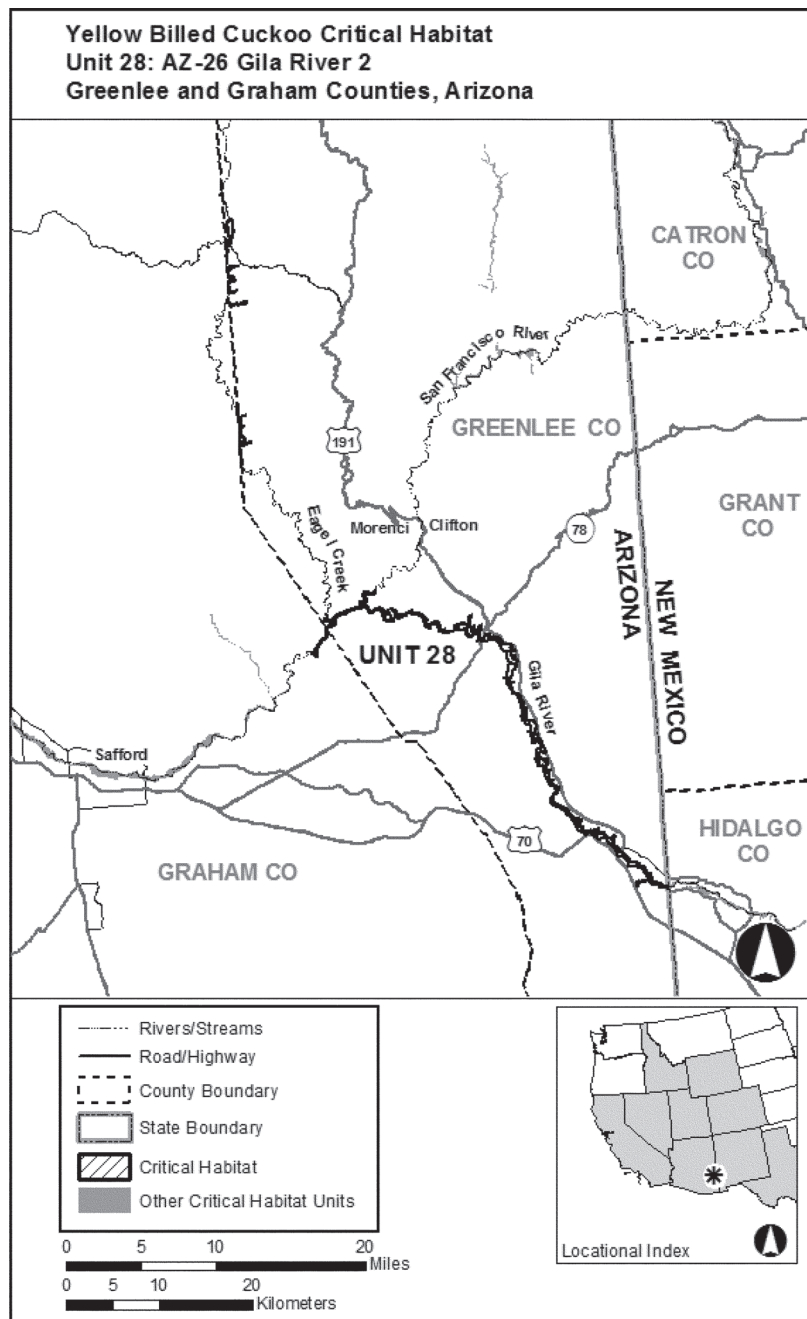 Yellow Billed Cuckoo Critical Habitat
Unit 28: AZ-26 Gila River 2
Greenlee and Graham Counties, Arizona
CATRON
CO
San Francisco River
GREENLEE CO
191
GRANT
CO
Eagel Creek
Morenci
Clifton
78
ARIZONA
NEW MEXICO
UNIT 28
Gila River
Safford
70
HIDALGO
CO
GRAHAM CO
Rivers/Streams
Road/Highway
County Boundary
State Boundary
Critical Habitat
Other Critical Habitat Units
0 5 10 20
Miles
0 5 10 20
Kilometers
Locational Index